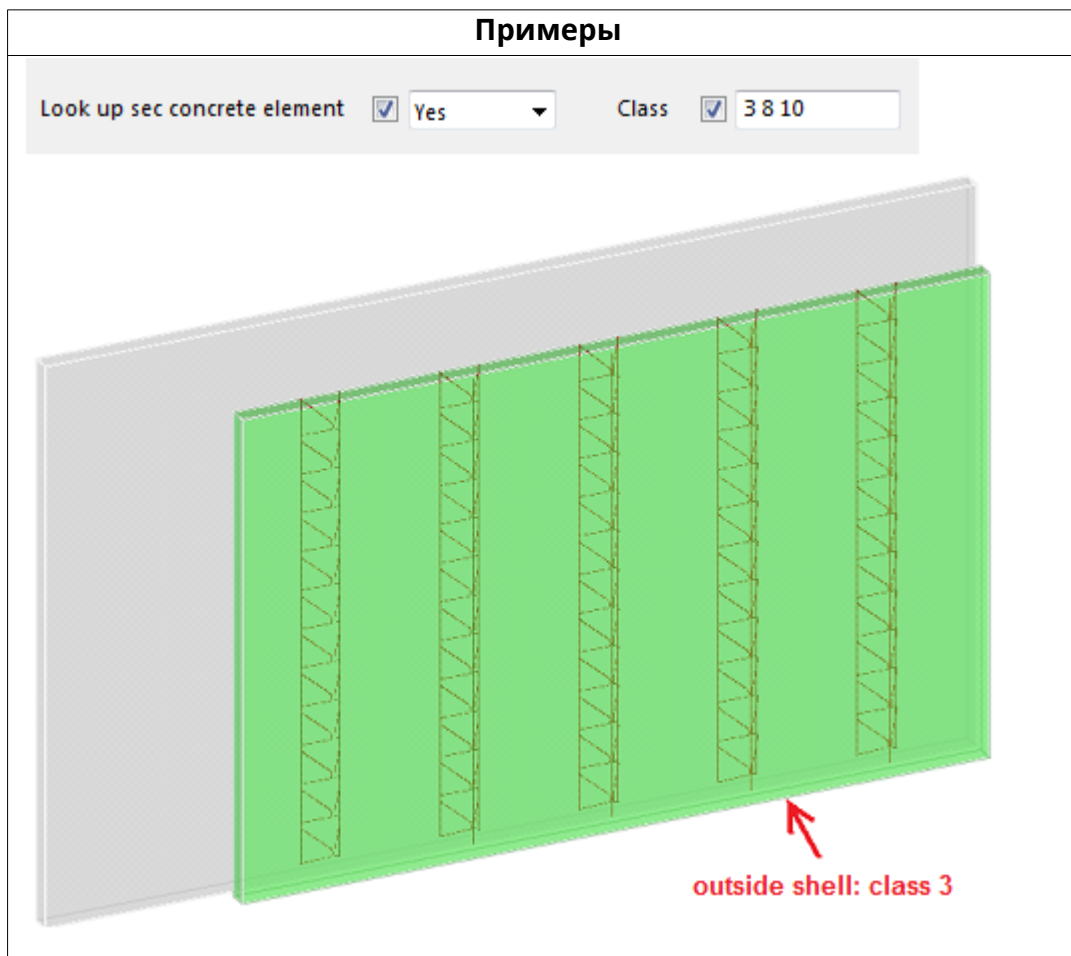 Примеры
Look up sec concrete element Yes Class 3 8 10
outside shell: class 3